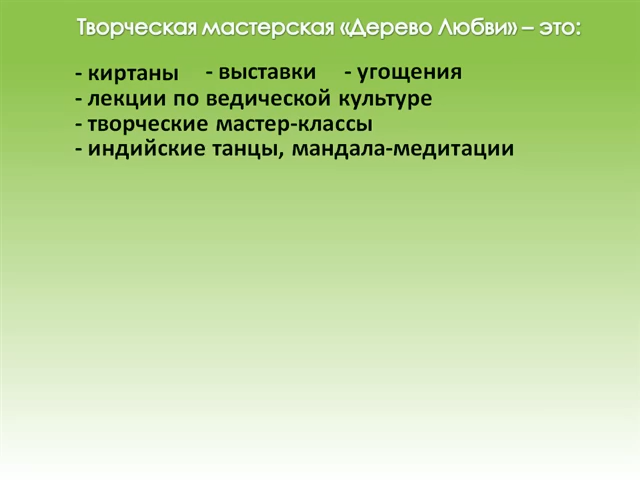 Творческая мастерская «Дерево Любви» – это:
- киртаны - выставки - угощения
- лекции по ведической культуре
- творческие мастер-классы
- индийские танцы, мандала-медитации